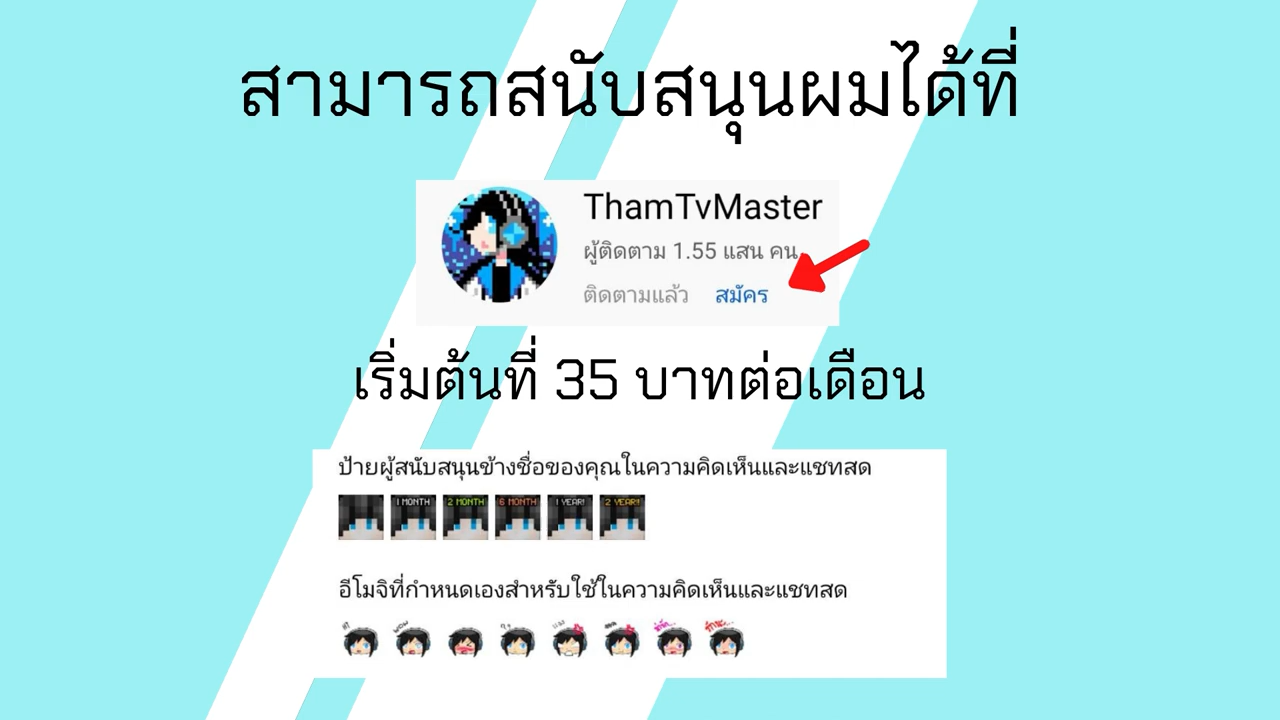 สามารถสนับสนุนผมได้ที่
ThamTvMaster
ผู้ติดตาม 1.55 แสน คน
ติดตามแล้ว สมัคร
เริ่มต้นที่ 35 บาทต่อเดือน
ป้ายผู้สนับสนุนข้างชื่อของคุณในความคิดเห็นและแชทสด
1 MONTH 2 MONTH 6 MONTH 1 YEAR! 2 YEAR!!
อีโมจิที่กำหนดเองสำหรับใช้ในความคิดเห็นและแชทสด
WOW